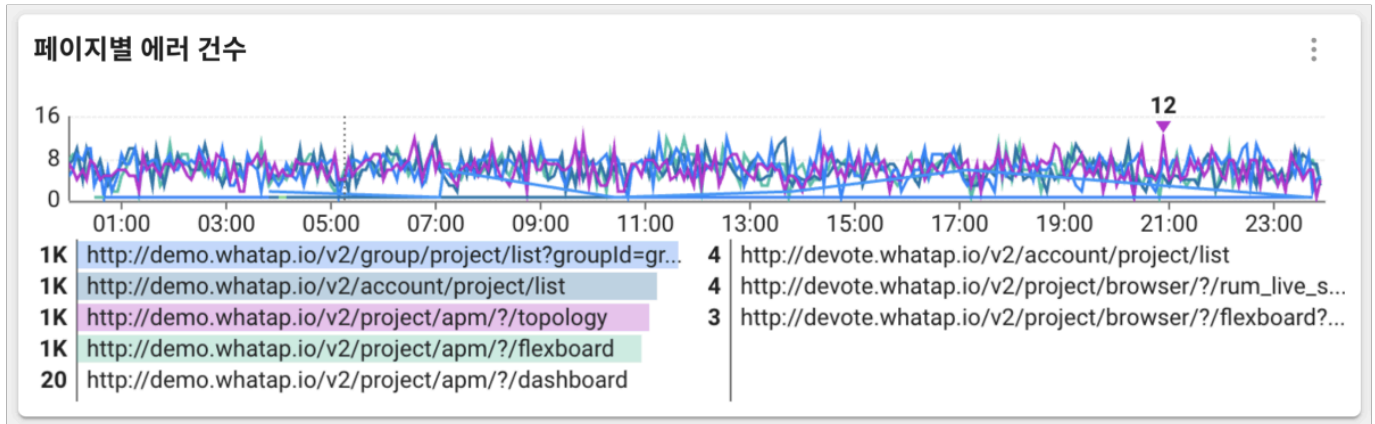 페이지별 에러 건수
12
16
8
0
01:00 03:00 05:00 07:00 09:00 11:00 13:00 15:00 17:00 19:00 21:00 23:00
1K http://demo.whatap.io/v2/group/project/list?groupId=gr...
1K http://demo.whatap.io/v2/account/project/list
1K http://demo.whatap.io/v2/project/apm/?/topology
1K http://demo.whatap.io/v2/project/apm/?/flexboard
20 http://demo.whatap.io/v2/project/apm/?/dashboard
4 http://devote.whatap.io/v2/account/project/list
4 http://devote.whatap.io/v2/project/browser/?/rum_live_s...
3 http://devote.whatap.io/v2/project/browser/?/flexboard?...